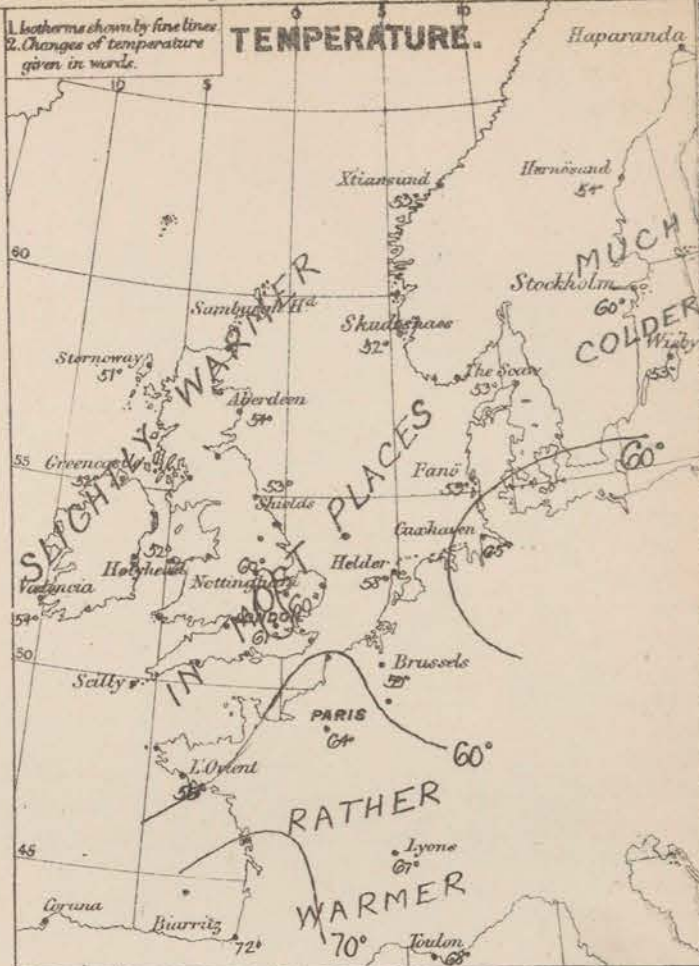 1. Isotherms shown by fine lines
2. Changes of temperature
given in words.
TEMPERATURE.
0
10
10
5
Haparanda
Xtiansund
53°
Hernösand
54°
MUCH
60
Stockholm
60°
COLDER
Wisby
53°
Sumburgh Hd
Skudesnaes
52°
Stornoway
51°
SLIGHTLY WARMER
Aberdeen
54°
The Scaw
53°
55
Greencastle
52°
53°
Shields
IN MOST PLACES
Fanö
55°
60°
Cuxhaven
65°
Holyhead
52°
Nottingham
60°
Helder
58°
Valencia
54°
LONDON
61°
60°
50
Scilly
Brussels
59°
PARIS
64°
60°
L'Orient
58°
RATHER
45
Lyons
67°
WARMER
Coruna
Biarritz
72°
70°
Toulon
68°